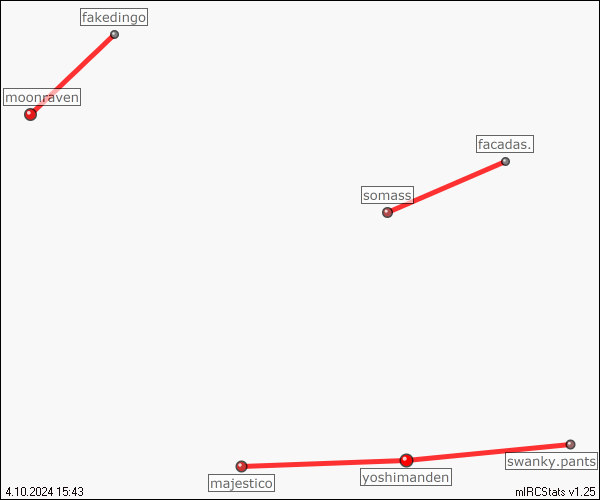 fakedingo
moonraven
facadas.
somass
swanky.pants
yoshimanden
majestico
4.10.2024 15:43
mIRCStats v1.25